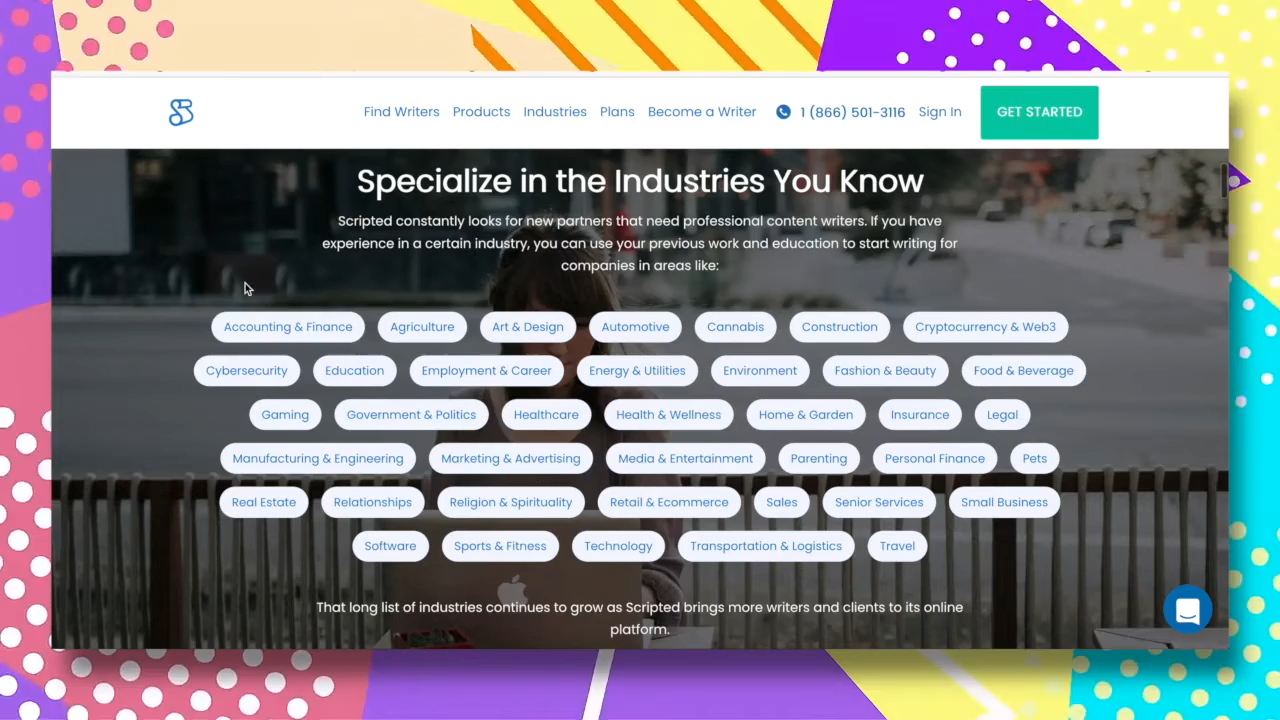 Find Writers Products Industries Plans Become a Writer 1 (866) 501-3116 Sign In GET STARTED
Specialize in the Industries You Know
Scripted constantly looks for new partners that need professional content writers. If you have
experience in a certain industry, you can use your previous work and education to start writing for
companies in areas like:
Accounting & Finance Agriculture Art & Design Automotive Cannabis Construction Cryptocurrency & Web3
Cybersecurity Education Employment & Career Energy & Utilities Environment Fashion & Beauty Food & Beverage
Gaming Government & Politics Healthcare Health & Wellness Home & Garden Insurance Legal
Manufacturing & Engineering Marketing & Advertising Media & Entertainment Parenting Personal Finance Pets
Real Estate Relationships Religion & Spirituality Retail & Ecommerce Sales Senior Services Small Business
Software Sports & Fitness Technology Transportation & Logistics Travel
That long list of industries continues to grow as Scripted brings more writers and clients to its online
platform.